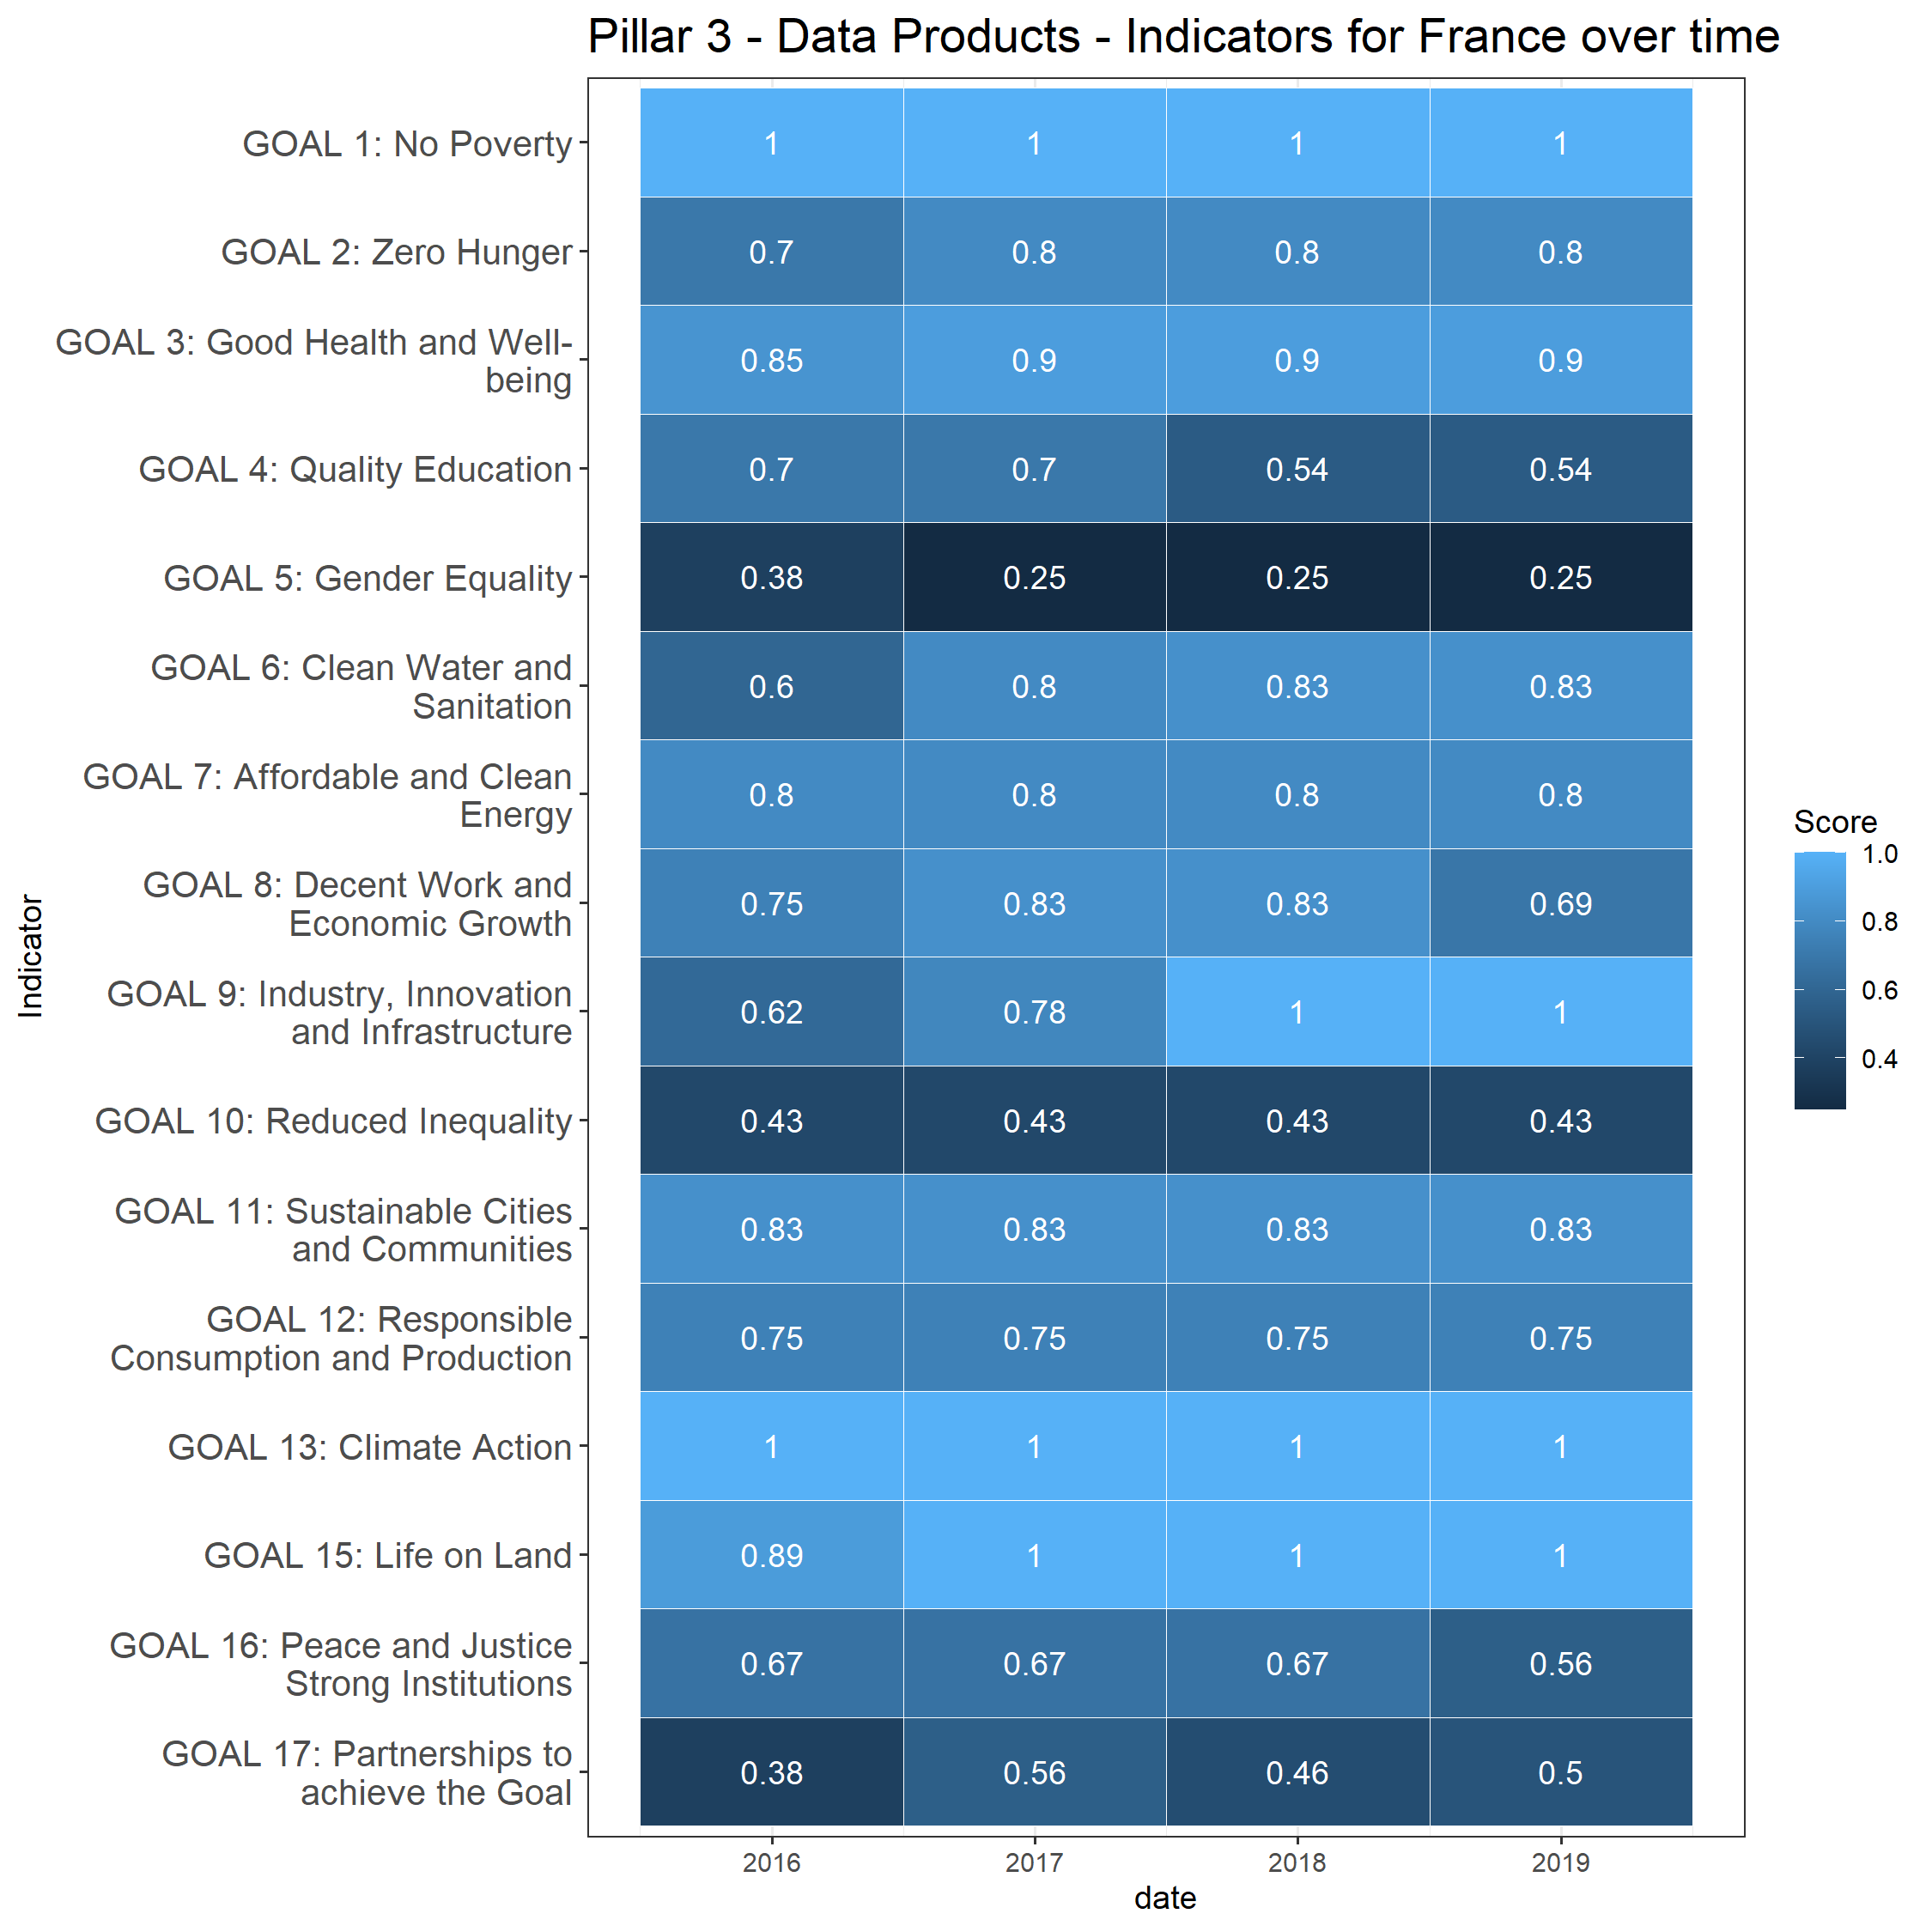 Pillar 3 - Data Products - Indicators for France over time
GOAL 1: No Poverty
1 1 1 1
GOAL 2: Zero Hunger
0.7 0.8 0.8 0.8
GOAL 3: Good Health and Well-
being
0.85 0.9 0.9 0.9
GOAL 4: Quality Education
0.7 0.7 0.54 0.54
GOAL 5: Gender Equality
0.38 0.25 0.25 0.25
GOAL 6: Clean Water and
Sanitation
0.6 0.8 0.83 0.83
GOAL 7: Affordable and Clean
Energy
0.8 0.8 0.8 0.8
GOAL 8: Decent Work and
Economic Growth
0.75 0.83 0.83 0.69
GOAL 9: Industry, Innovation
and Infrastructure
0.62 0.78 1 1
GOAL 10: Reduced Inequality
0.43 0.43 0.43 0.43
GOAL 11: Sustainable Cities
and Communities
0.83 0.83 0.83 0.83
GOAL 12: Responsible
Consumption and Production
0.75 0.75 0.75 0.75
GOAL 13: Climate Action
1 1 1 1
GOAL 15: Life on Land
0.89 1 1 1
GOAL 16: Peace and Justice
Strong Institutions
0.67 0.67 0.67 0.56
GOAL 17: Partnerships to
achieve the Goal
0.38 0.56 0.46 0.5
2016 2017 2018 2019
date
Indicator
Score
1.0
0.8
0.6
0.4